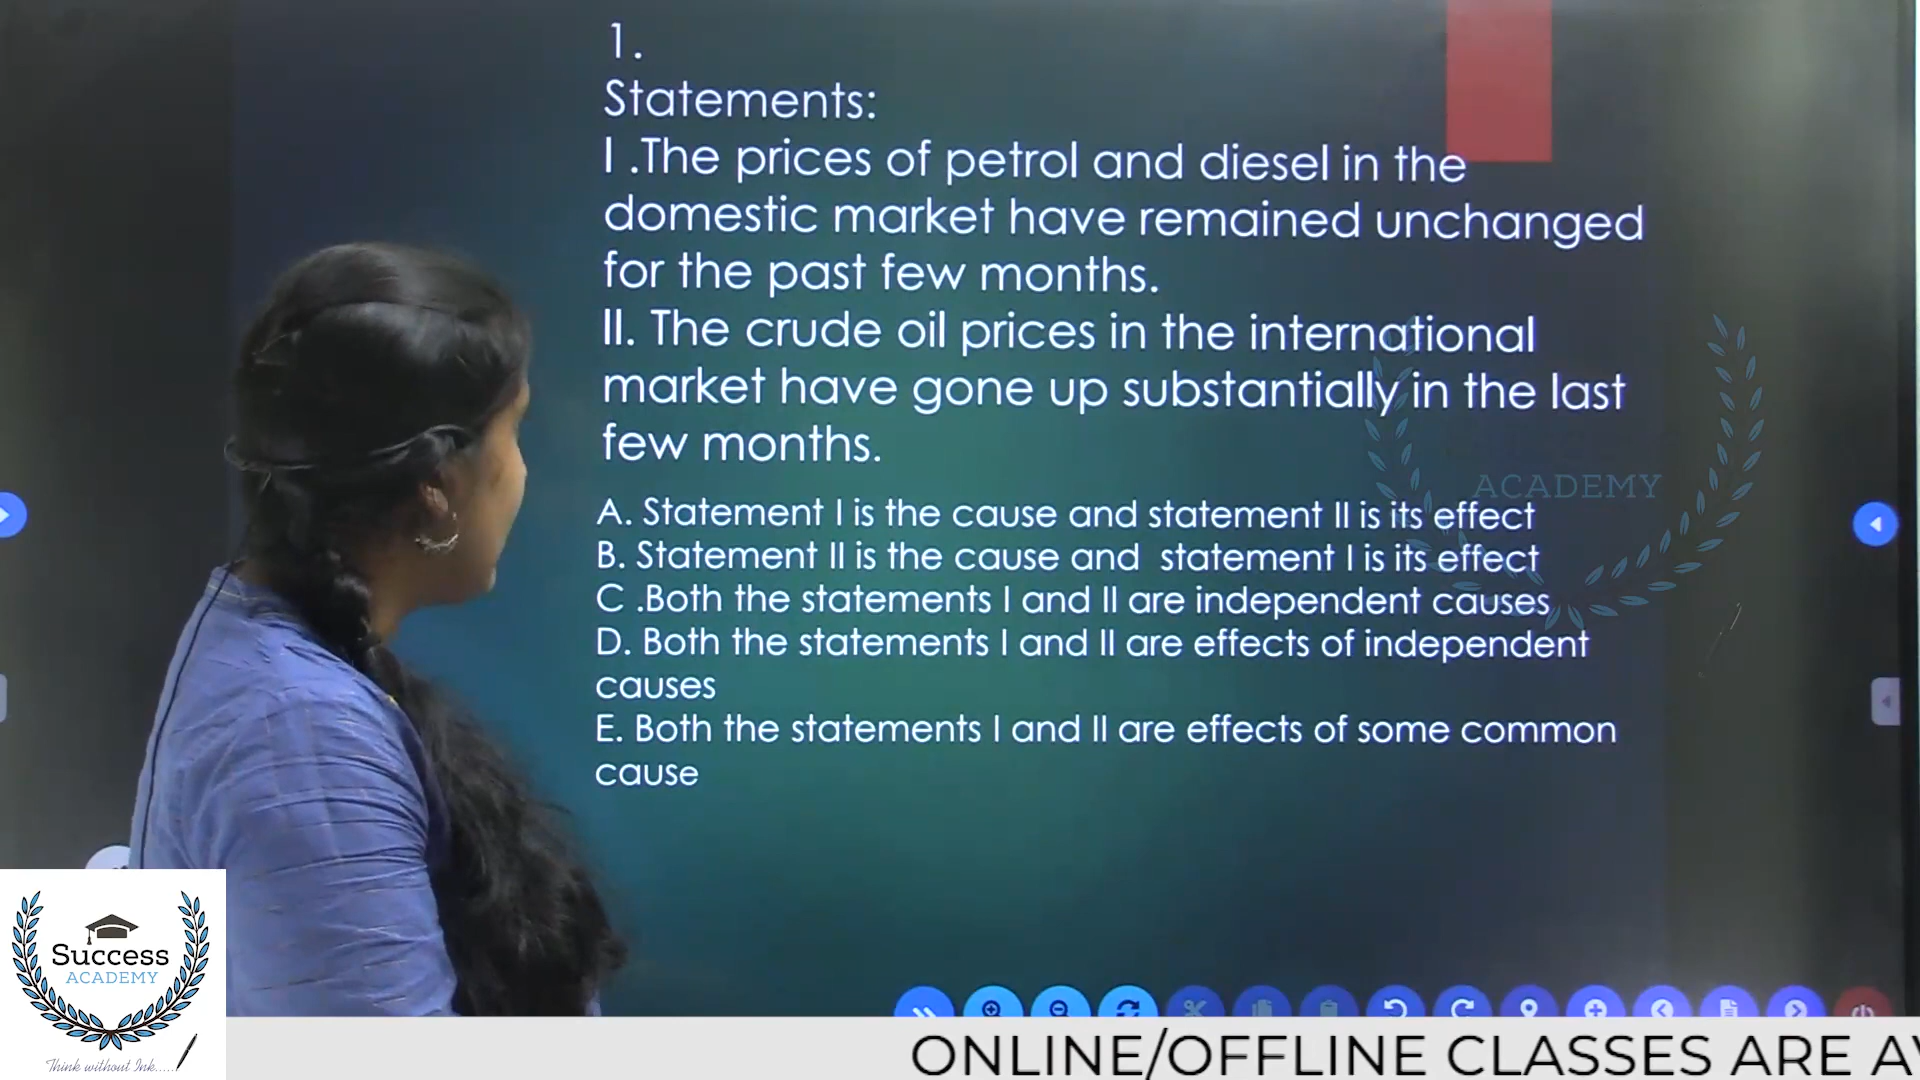 1.
Statements:
I .The prices of petrol and diesel in the
domestic market have remained unchanged
for the past few months.
II. The crude oil prices in the international
market have gone up substantially in the last
few months.
ACADEMY
A. Statement I is the cause and statement II is its effect
B. Statement II is the cause and  statement I is its effect
C .Both the statements I and II are independent causes
D. Both the statements I and II are effects of independent
causes
E. Both the statements I and II are effects of some common
cause
Success
ACADEMY
Think without Ink.....
ONLINE/OFFLINE CLASSES ARE AV